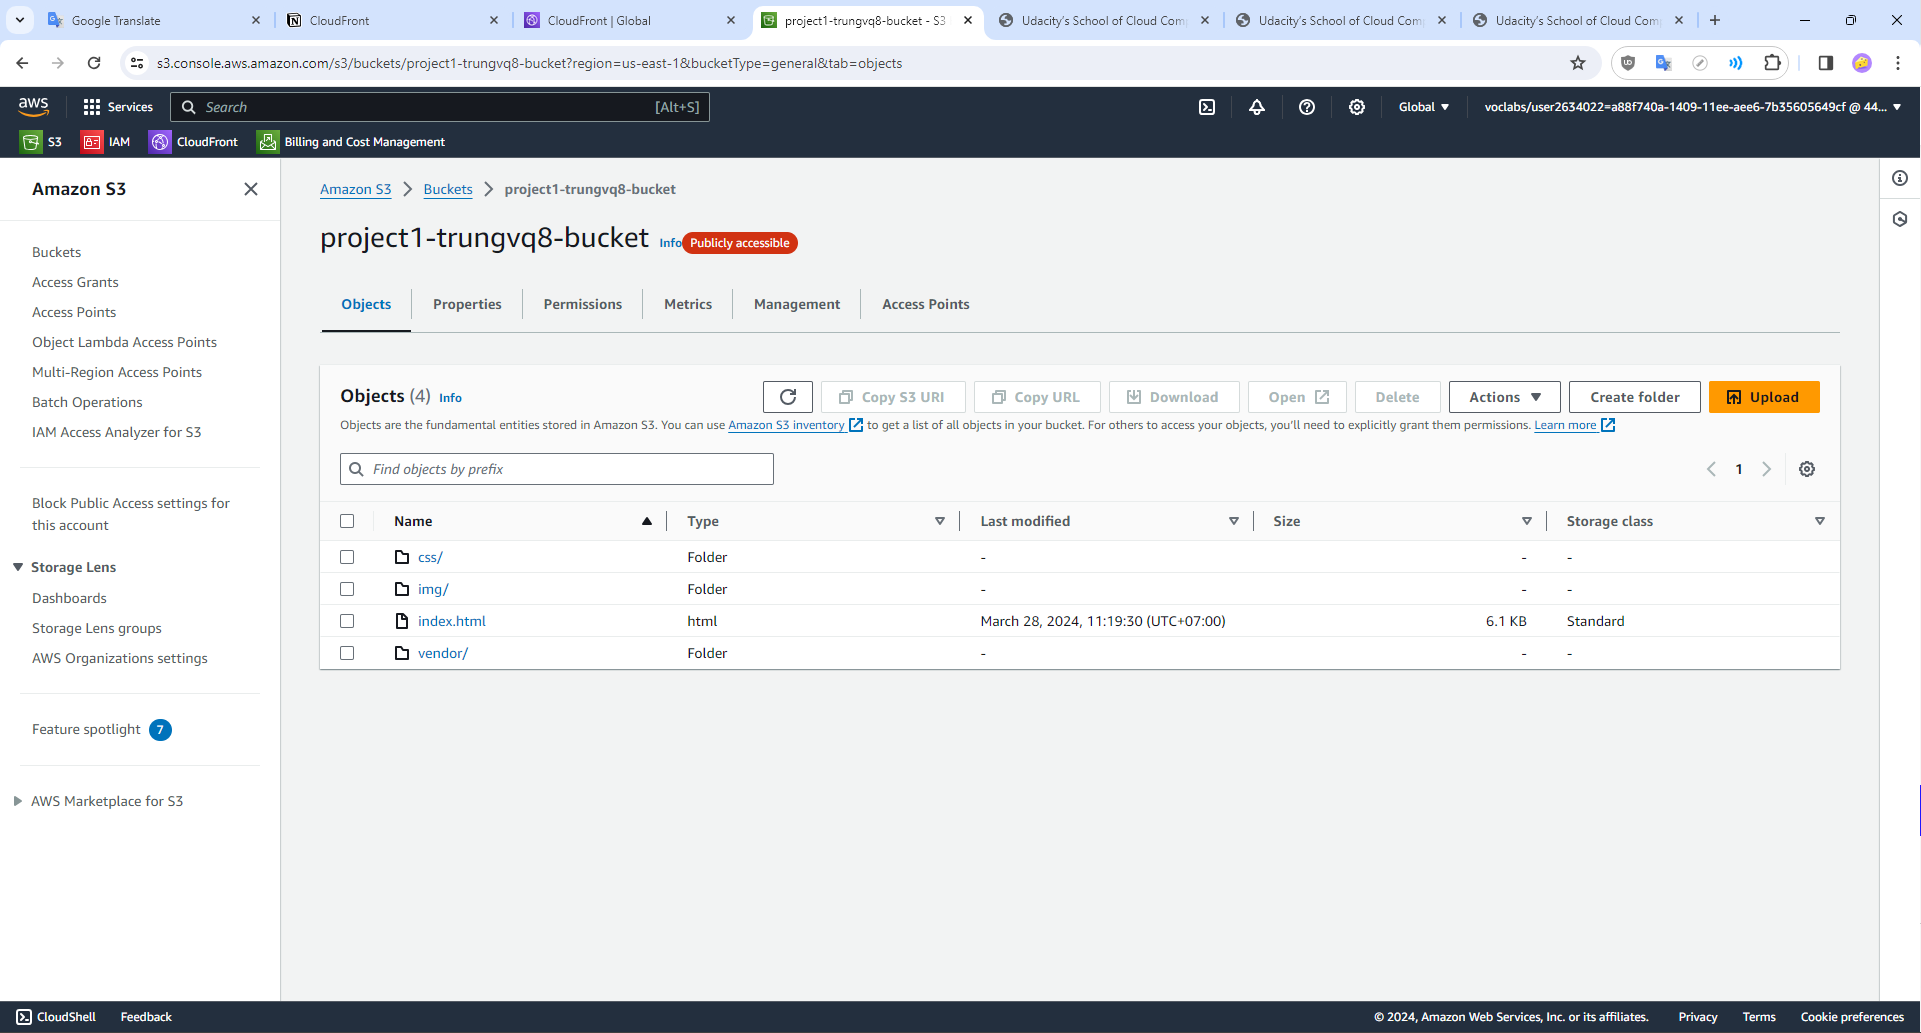 Google Translate
CloudFront
CloudFront | Global
project1-trungvq8-bucket - S3
Udacity's School of Cloud Com
Udacity's School of Cloud Com
Udacity's School of Cloud Com
s3.console.aws.amazon.com/s3/buckets/project1-trungvq8-bucket?region=us-east-1&bucketType=general&tab=objects
aws
Services
Search
[Alt+S]
Global
voclabs/user2634022=a88f740a-1409-11ee-aee6-7b35605649cf @ 44...
S3
IAM
CloudFront
Billing and Cost Management
Amazon S3
Buckets
Access Grants
Access Points
Object Lambda Access Points
Multi-Region Access Points
Batch Operations
IAM Access Analyzer for S3
Block Public Access settings for
this account
Storage Lens
Dashboards
Storage Lens groups
AWS Organizations settings
Feature spotlight 7
AWS Marketplace for S3
Amazon S3 > Buckets > project1-trungvq8-bucket
project1-trungvq8-bucket Info Publicly accessible
Objects
Properties
Permissions
Metrics
Management
Access Points
Objects (4) Info
Copy S3 URI
Copy URL
Download
Open
Delete
Actions
Create folder
Upload
Objects are the fundamental entities stored in Amazon S3. You can use Amazon S3 inventory to get a list of all objects in your bucket. For others to access your objects, you'll need to explicitly grant them permissions. Learn more
Find objects by prefix
1
Name Type Last modified Size Storage class
css/ Folder - - -
img/ Folder - - -
index.html html March 28, 2024, 11:19:30 (UTC+07:00) 6.1 KB Standard
vendor/ Folder - - -
CloudShell
Feedback
© 2024, Amazon Web Services, Inc. or its affiliates.
Privacy
Terms
Cookie preferences